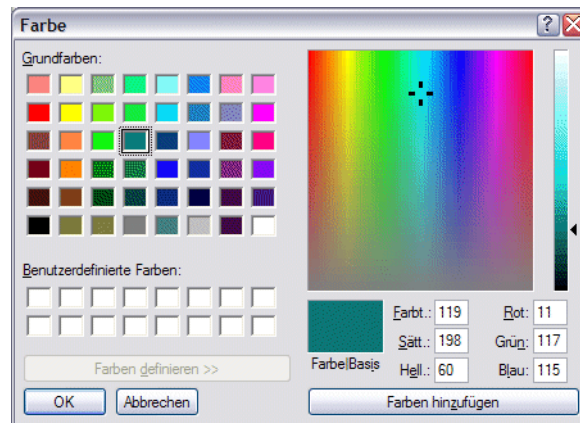 Farbe
Grundfarben:
Benutzerdefinierte Farben:
Farben definieren >>
OK Abbrechen
Farbe|Basis
Farbt.: 119 Rot: 11
Sätt.: 198 Grün: 117
Hell.: 60 Blau: 115
Farben hinzufügen